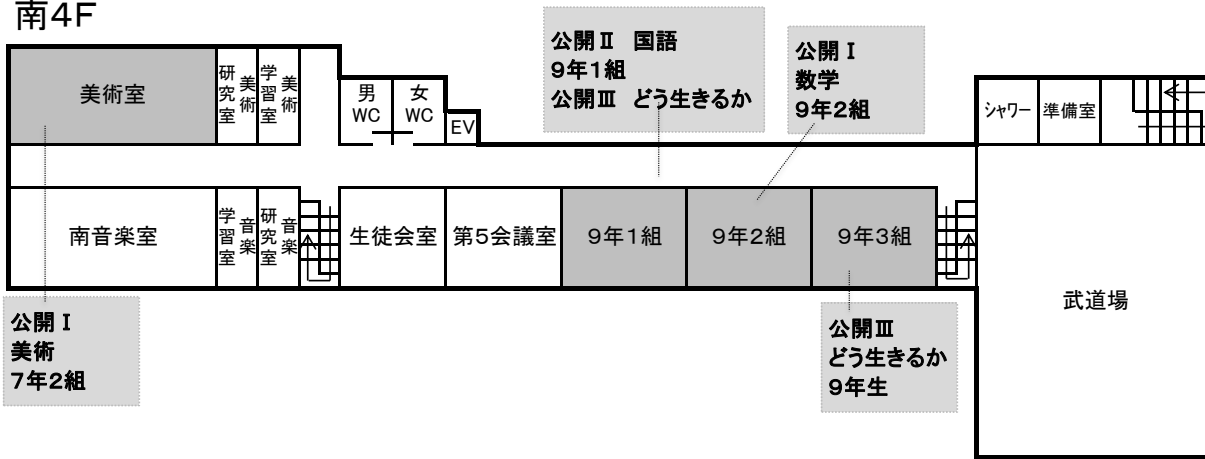 南4F
公開Ⅱ 国語
9年1組
公開Ⅲ どう生きるか
公開Ⅰ
数学
9年2組
美術室
美術研究室
美術学習室
男
WC
女
WC
EV
シャワー
準備室
南音楽室
音楽学習室
音楽研究室
生徒会室
第5会議室
9年1組
9年2組
9年3組
武道場
公開Ⅰ
美術
7年2組
公開Ⅲ
どう生きるか
9年生